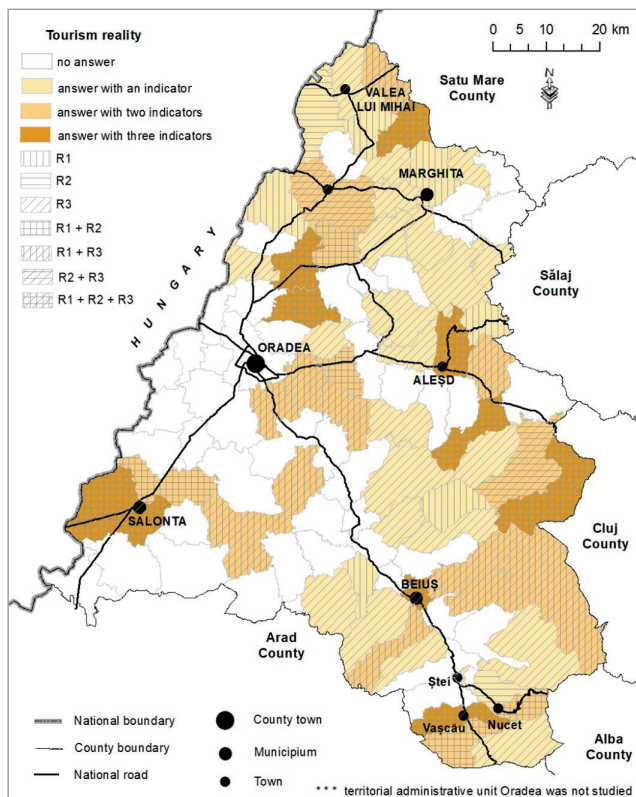 Tourism reality
no answer
answer with an indicator
answer with two indicators
answer with three indicators
R1
R2
R3
R1 + R2
R1 + R3
R2 + R3
R1 + R2 + R3
0 5 10 20 km
N
Satu Mare
County
VALEA
LUI MIHAI
MARGHITA
Sălaj
County
HUNGARY
ORADEA
ALEȘD
SALONTA
Cluj
County
BEIUȘ
Arad
County
Ștei
Vașcău
Nucet
Alba
County
National boundary
County boundary
National road
County town
Municipium
Town
* * * territorial administrative unit Oradea was not studied